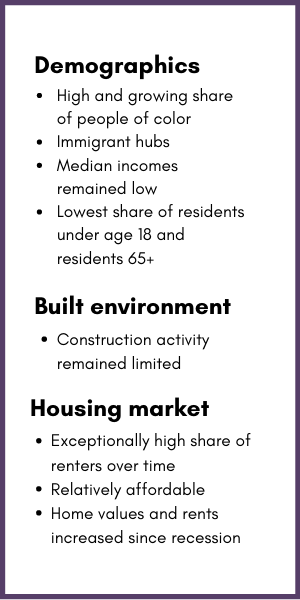 Demographics
• High and growing share
of people of color
• Immigrant hubs
• Median incomes
remained low
• Lowest share of residents
under age 18 and
residents 65+
Built environment
• Construction activity
remained limited
Housing market
• Exceptionally high share of
renters over time
• Relatively affordable
• Home values and rents
increased since recession